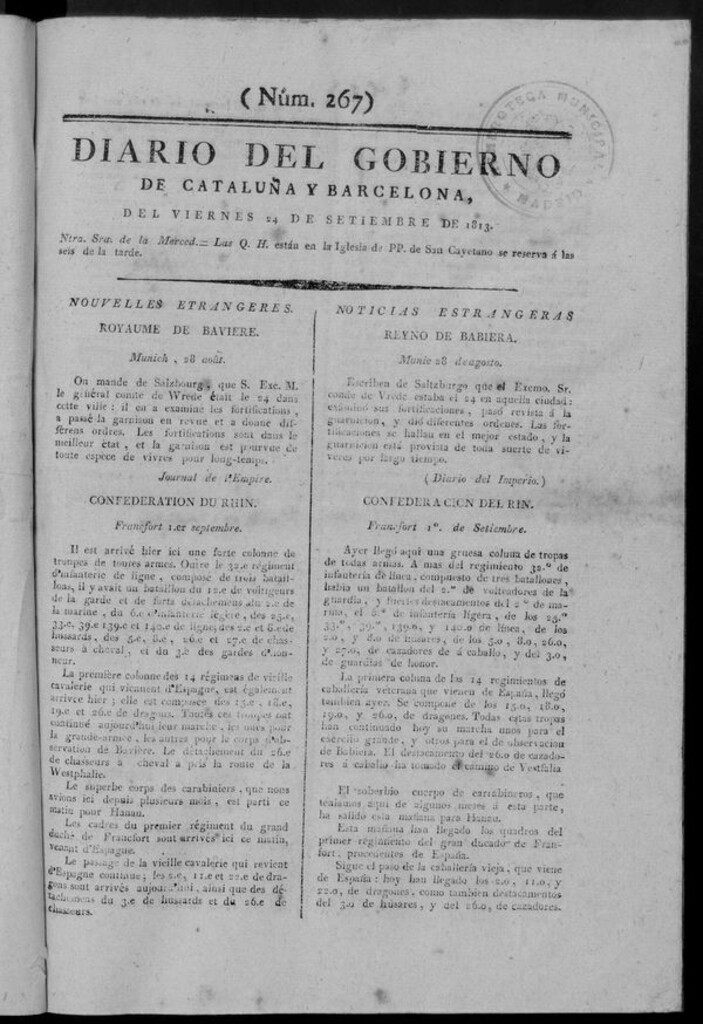 (Núm. 267)
DIARIO DEL GOBIERNO
DE CATALUÑA Y BARCELONA,
DEL VIERNES 24 DE SETIEMBRE DE 1813.
Ntra. Sra. de la Merced.= Las Q. H. están en la Iglesia de PP. de San Cayetano se reserva á las
seis de la tarde.
NOUVELLES ETRANGERES.
ROYAUME DE BAVIERE.
Munich, 28 août.
On mande de Salzbourg, que S. Exc. M.
le général comte de Wrede était le 24 dans
cette ville: il en a examiné les fortifications,
a passé la garnison en revue et a donné dif-
férens ordres. Les fortifications sont dans le
meilleur état, et la garnison est pourvue de
toute espèce de vivres pour long-temps.
Journal de l'Empire.
CONFEDERATION DU RHIN.
Francfort 1.er septembre.
Il est arrivé hier ici une forte colonne de
troupes de toutes armes. Outre le 32.e régiment
d'infanterie de ligne, composé de trois batail-
lons, il y avait un bataillon du 12.e de voltigeurs
de la garde et de forts détachemens du 2.e de
la marine, du 6.e d'infanterie légère, des 25.e,
33.e, 39. 139.e et 140.e de ligne; des 2.e et 8.e de
hussards, des 5.e, 8.e, 26.e et 27.e de chas-
seurs à cheval, et du 3.e des gardes d'hon-
neur.
La première colonne des 14 régimens de vieille
cavalerie qui viennent d'Espagne, est également
arrivée hier; elle est composée des 15.e, 18.e,
19.e et 26.e de dragons. Toutes ces troupes ont
continué aujourd'hui leur marche, les unes pour
la grande-armée, les autres pour le corps d'ob-
servation de Bavière. Le détachement du 26.e
de chasseurs à cheval a pris la route de la
Westphalie.
Le superbe corps des carabiniers, que nous
avions ici depuis plusieurs mois, est parti ce
matin pour Hanau.
Les cadres du premier régiment du grand
duché de Francfort sont arrivés ici ce matin,
venant d'Espagne.
Le passage de la vieille cavalerie qui revient
d'Espagne continue; les 2.e, 11.e et 22.e de dra-
gons sont arrivés aujourd'hui, ainsi que des dé-
tachemens du 3.e de hussards et du 26.e de
chasseurs.
NOTICIAS ESTRANGERAS
REYNO DE BABIERA.
Munic 28 de agosto.
Escriben de Saltzburgo que el Excmo. Sr.
conde de Vrede estaba el 24 en aquella ciudad:
examinó sus fortificaciones, pasó revista á la
guarnicion, y dió diferentes ordenes. Las for-
tificaciones se hallan en el mejor estado, y la
guarnicion está provista de toda suerte de ví-
veres por largo tiempo.
(Diario del Imperio.)
CONFEDERACION DEL RIN.
Francfort 1º. de Setiembre.
Ayer llegó aqui una gruesa coluna de tropas
de todas armas. A mas del regimiento 32.º de
infantería de línea, compuesto de tres batallones,
habia un batallon del 2.º de volteadores de la
guardia, y fuertes destacamentos del 2º de ma-
rina, el 6.º de infantería ligera, de los 25.º
33.º, 39.º, 139.o, y 140.o de línea, de los
2.o, y 8.o de húsares, de los 5.o, 8.o, 26.o,
y 27.o, de cazadores de á caballo, y del 3.o,
de guardias de honor.
La primera coluna de las 14 regimientos de
caballería veterana que vienen de España, llegó
tambien ayer. Se compone de los 15.o, 18.o,
19.o, y 26.o, de dragones. Todas estas tropas
han continuado hoy su marcha unos para el
exército grande, y otros para el de observacion
de Babiera. El destacamento del 26.o de cazado-
res á caballo ha tomado el camino de Vestfalia
El soberbio cuerpo de carrabineros, que
teniamos aqui de algunos meses á esta parte,
ha salido esta mañana para Hanau.
Esta mañana han llegado los quadros del
primer regimiento del gran ducado de Fran-
fort, procedentes de España.
Sigue el paso de la caballería vieja, que viene
de España: hoy han llegado los 2.o, 11.o, y
22.o, de dragones, como tambien destacamentos
del 3.o de húsares, y del 26.o, de cazadores.
HEMEROTECA MUNICIPAL
MADRID